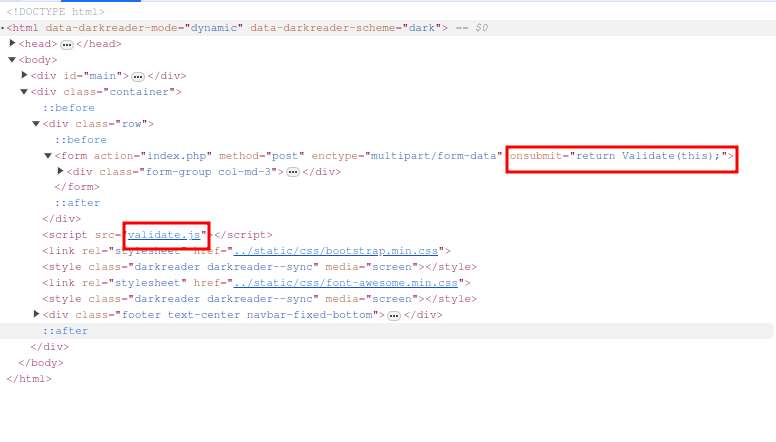 <!DOCTYPE html>
<html data-darkreader-mode="dynamic" data-darkreader-scheme="dark"> == $0
<head>…</head>
<body>
<div id="main">…</div>
<div class="container">
::before
<div class="row">
::before
<form action="index.php" method="post" enctype="multipart/form-data" onsubmit="return Validate(this);">
<div class="form-group col-md-3">…</div>
</form>
::after
</div>
<script src="validate.js"></script>
<link rel="stylesheet" href="../static/css/bootstrap.min.css">
<style class="darkreader darkreader--sync" media="screen"></style>
<link rel="stylesheet" href="../static/css/font-awesome.min.css">
<style class="darkreader darkreader--sync" media="screen"></style>
<div class="footer text-center navbar-fixed-bottom">…</div>
::after
</div>
</body>
</html>